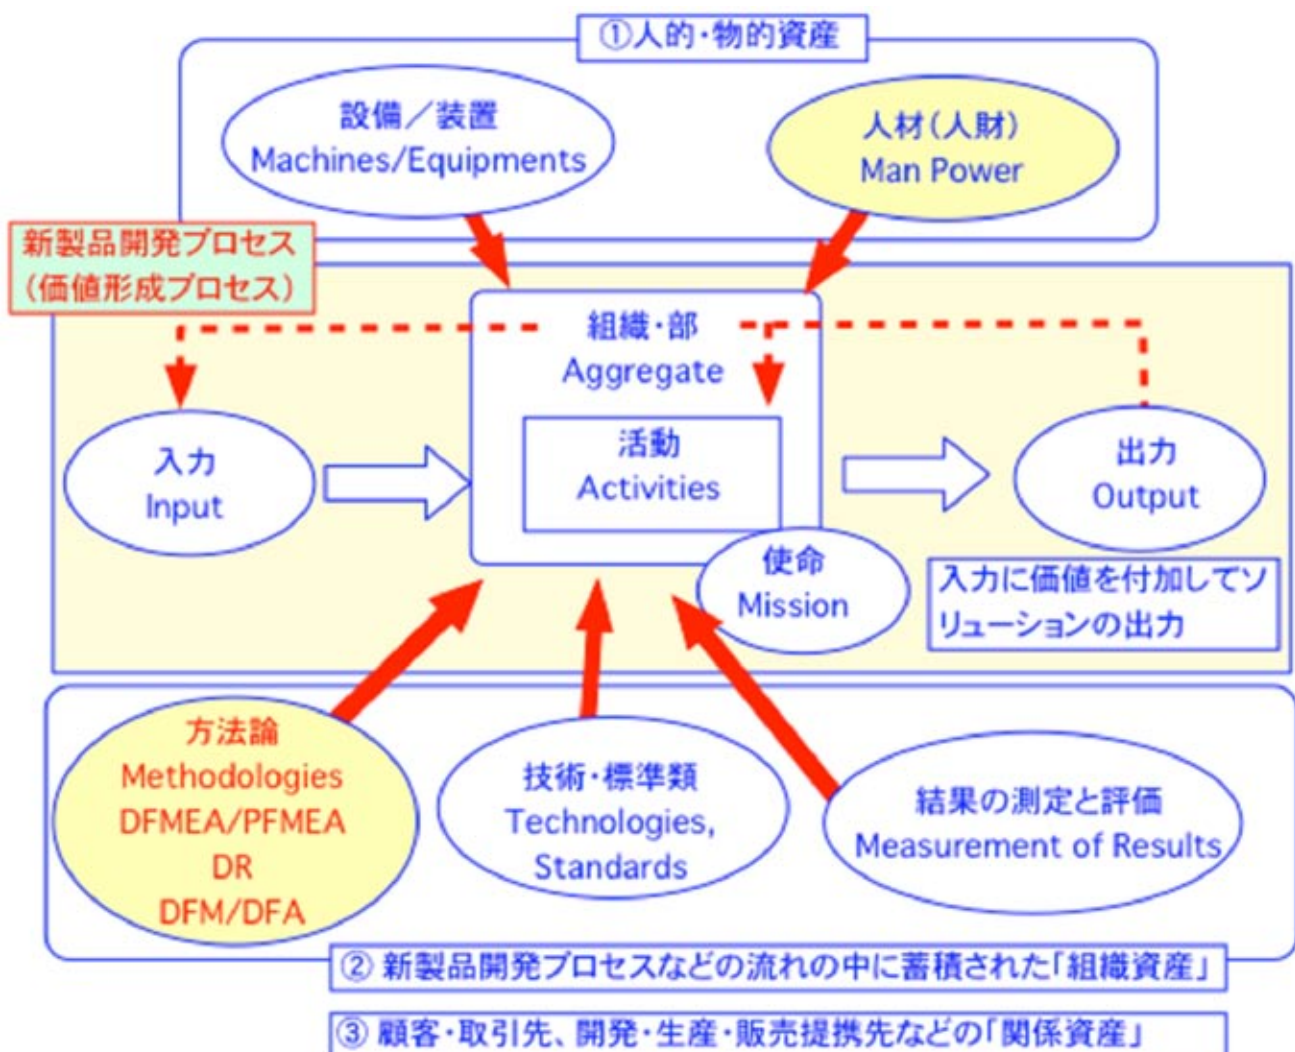 ①人的・物的資産
設備／装置
Machines/Equipments
人材(人財)
Man Power
新製品開発プロセス
(価値形成プロセス)
組織・部
Aggregate
活動
Activities
入力
Input
出力
Output
使命
Mission
入力に価値を付加してソ
リューションの出力
方法論
Methodologies
DFMEA/PFMEA
DR
DFM/DFA
技術・標準類
Technologies,
Standards
結果の測定と評価
Measurement of Results
② 新製品開発プロセスなどの流れの中に蓄積された「組織資産」
③ 顧客・取引先、開発・生産・販売提携先などの「関係資産」